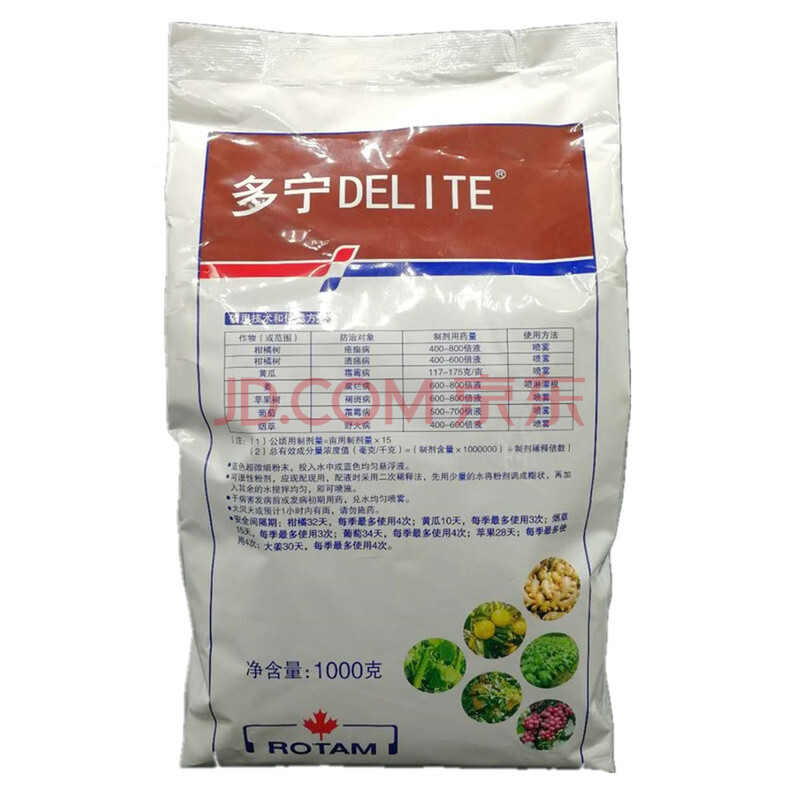 多宁DELITE®
使用技术和使用方法
作物（或范围） 防治对象 制剂用药量 使用方法
柑橘树 疮痂病 400-800倍液 喷雾
柑橘树 溃疡病 400-600倍液 喷雾
黄瓜 霜霉病 117-175克/亩 喷雾
姜 腐烂病 600-800倍液 喷淋灌根
苹果树 褐斑病 600-800倍液 喷雾
葡萄 霜霉病 500-700倍液 喷雾
烟草 野火病 400-600倍液 喷雾
注：（1）公顷用制剂量=亩用制剂量×15
（2）总有效成分量浓度值（毫克/千克）=（制剂含量×1000000）÷制剂稀释倍数
●蓝色超微细粉末，投入水中成蓝色均匀悬浮液。
●可湿性粉剂，应现配现用，配液时采用二次稀释法，先用少量的水将粉剂调成糊状，再加
入其余的水搅拌均匀，即可喷施。
●于病害发病前或发病初期用药，兑水均匀喷雾。
●大风天或预计1小时内有雨，请勿施药。
●安全间隔期：柑橘32天，每季最多使用4次；黄瓜10天，每季最多使用3次；烟草
15天，每季最多使用3次；葡萄34天，每季最多使用4次；苹果28天；每季最多使
用4次；大姜30天，每季最多使用4次。
JD.COM 京东
净含量：1000克
ROTAM